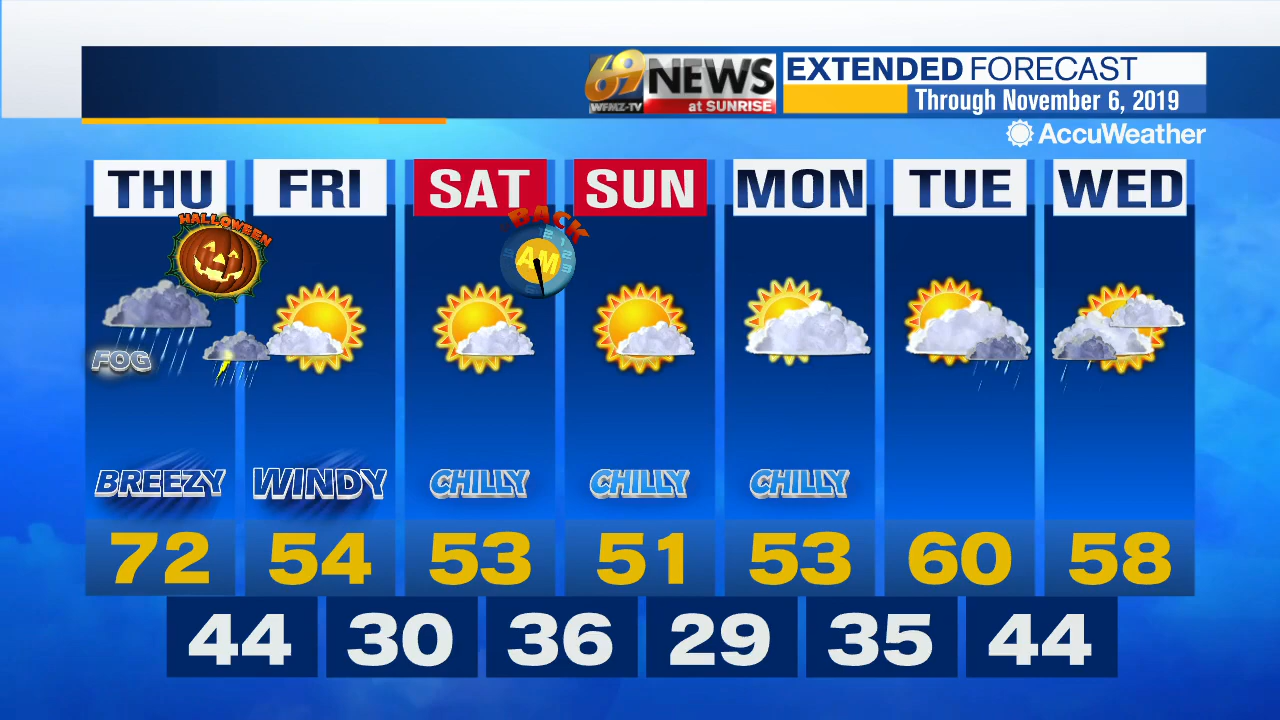 69 NEWS
WFMZ-TV at SUNRISE
EXTENDED FORECAST
Through November 6, 2019
AccuWeather
THU FRI SAT SUN MON TUE WED
HALLOWEEN
BACK
AM
FOG
BREEZY WINDY CHILLY CHILLY CHILLY
72 54 53 51 53 60 58
44 30 36 29 35 44